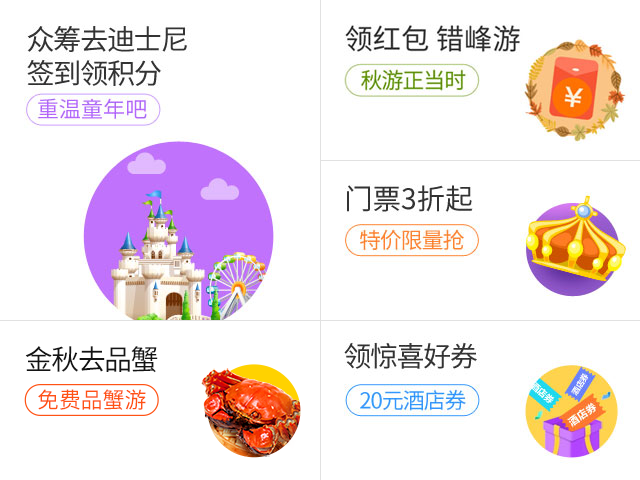 众筹去迪士尼
签到领积分
重温童年吧
领红包 错峰游
秋游正当时
¥
门票3折起
特价限量抢
金秋去品蟹
免费品蟹游
领惊喜好券
20元酒店券
酒店券
酒店券
酒店券